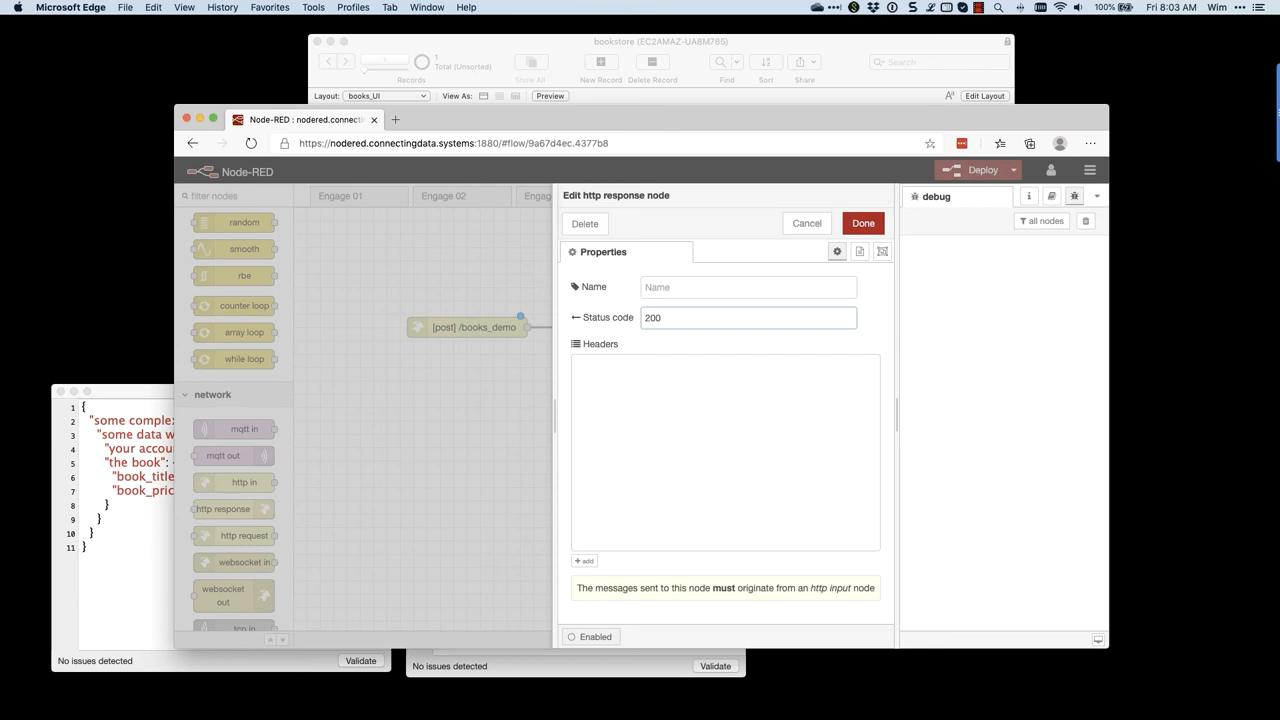 Microsoft Edge File Edit View History Favorites Tools Profiles Tab Window Help 100% Fri 8:03 AM Wim
bookstore (EC2AMAZ-UA8M785)
1
Total (Unsorted)
Search
Records Show All New Record Delete Record Find Sort Share
Layout: books_UI View As: Preview Edit Layout
Node-RED : nodered.connecti
https://nodered.connectingdata.systems:1880/#flow/9a67d4ec.4377b8
Node-RED Deploy
filter nodes Engage 01 Engage 02 Engage Edit http response node debug
random
Delete Cancel Done all nodes
smooth
Properties
rbe
Name Name
counter loop
Status code 200
[post] /books_demo
array loop
Headers
while loop
network
mqtt in
mqtt out
http in
http response
http request
websocket in
websocket
out
tcp in
add
The messages sent to this node must originate from an http input node
Enabled
1 {
2 "some complex
3 "some data w
4 "your accou
5 "the book":
6 "book_title
7 "book_pric
8 }
9 }
10 }
11 }
No issues detected Validate
No issues detected Validate